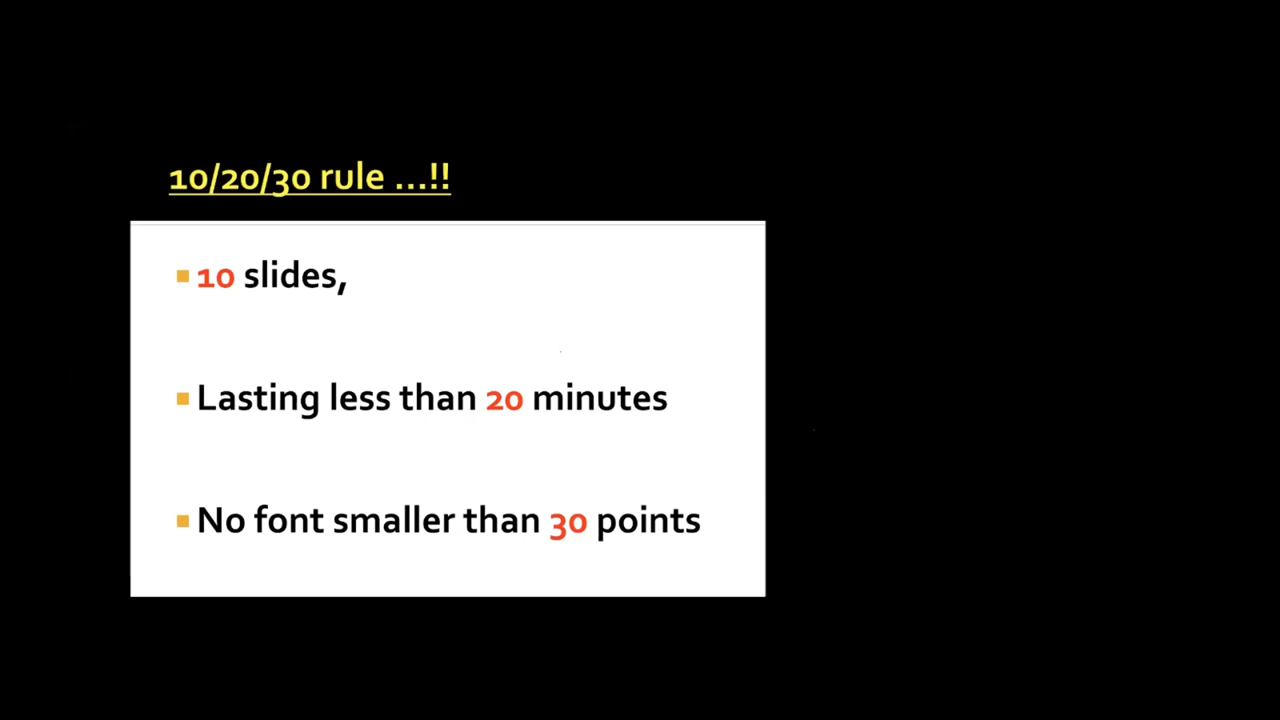 10/20/30 rule ...!!
10 slides,
Lasting less than 20 minutes
No font smaller than 30 points